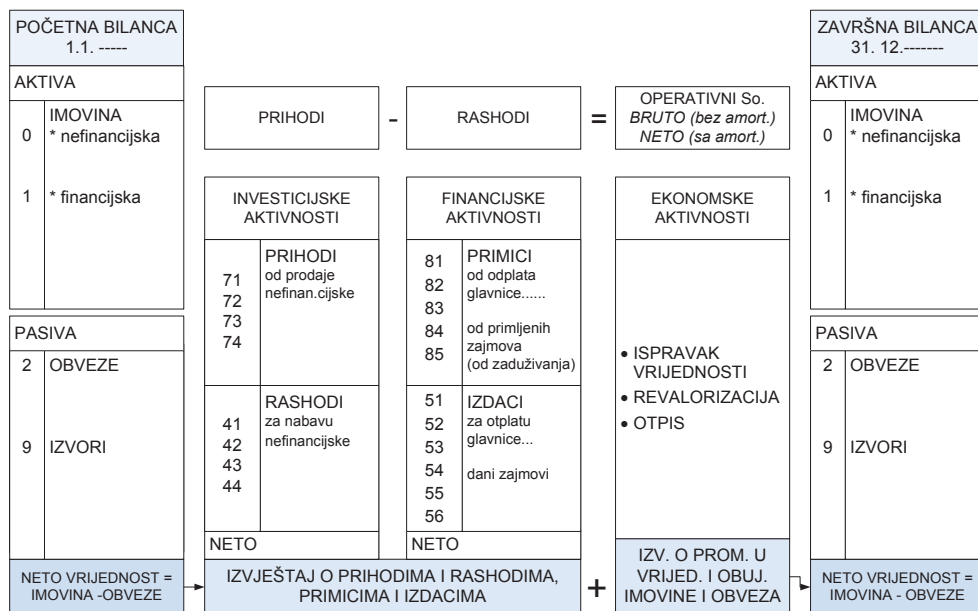 POČETNA BILANCA
1.1. -----
AKTIVA
0 IMOVINA
* nefinancijska
1 * financijska
PASIVA
2 OBVEZE
9 IZVORI
NETO VRIJEDNOST =
IMOVINA -OBVEZE
PRIHODI
-
RASHODI
=
OPERATIVNI So.
BRUTO (bez amort.)
NETO (sa amort.)
INVESTICIJSKE
AKTIVNOSTI
PRIHODI
od prodaje
nefinan.cijske
71
72
73
74
RASHODI
za nabavu
nefinancijske
41
42
43
44
NETO
FINANCIJSKE
AKTIVNOSTI
81
82
83
84
85
PRIMICI
od odplata
glavnice......
od primljenih
zajmova
(od zaduživanja)
51
52
53
54
55
56
IZDACI
za otplatu
glavnice...
dani zajmovi
NETO
IZVJEŠTAJ O PRIHODIMA I RASHODIMA,
PRIMICIMA I IZDACIMA
+
EKONOMSKE
AKTIVNOSTI
• ISPRAVAK
VRIJEDNOSTI
• REVALORIZACIJA
• OTPIS
IZV. O PROM. U
VRIJED. I OBUJ.
IMOVINE I OBVEZA
ZAVRŠNA BILANCA
31. 12.-------
AKTIVA
0 IMOVINA
* nefinancijska
1 * financijska
PASIVA
2 OBVEZE
9 IZVORI
NETO VRIJEDNOST =
IMOVINA - OBVEZE